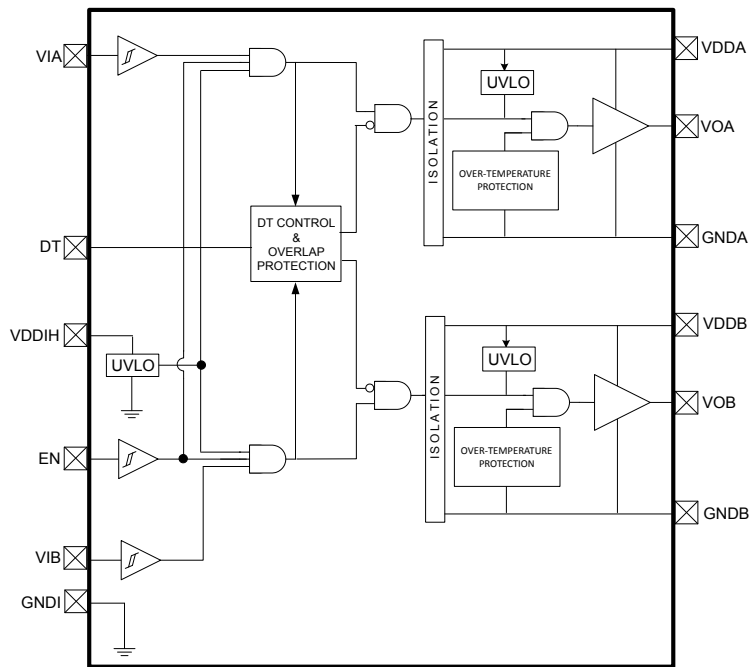 VIA
DT
VDDIH
EN
VIB
GNDI
UVLO
DT CONTROL
&
OVERLAP
PROTECTION
ISOLATION
UVLO
OVER-TEMPERATURE
PROTECTION
VDDA
VOA
GNDA
ISOLATION
UVLO
OVER-TEMPERATURE
PROTECTION
VDDB
VOB
GNDB